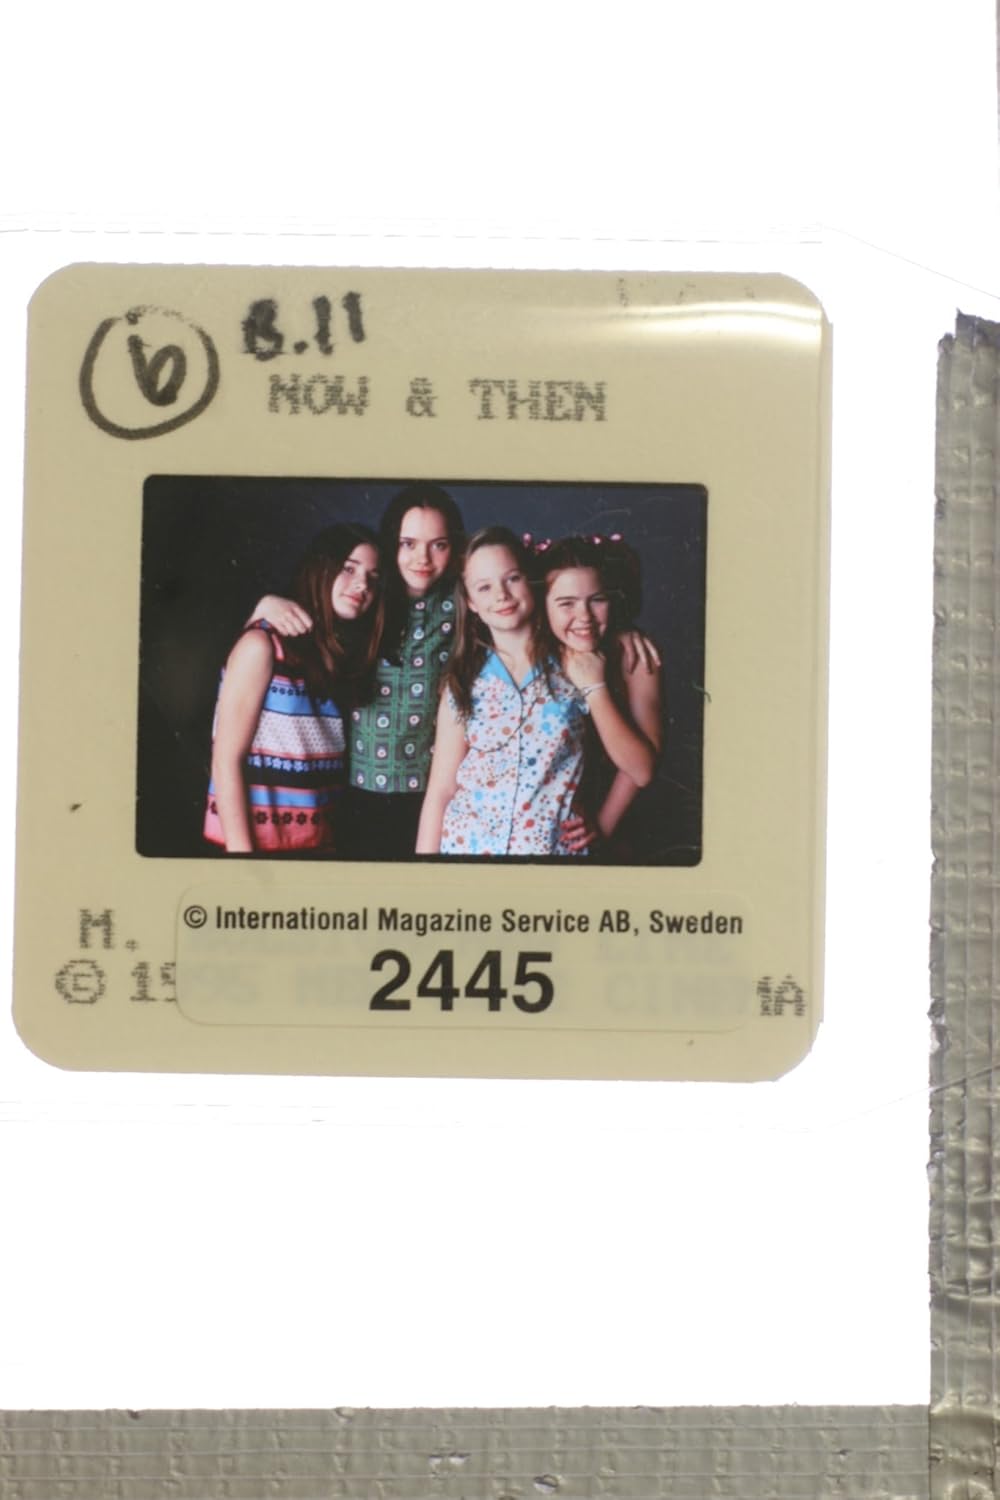 6 B.11
NOW & THEN
© International Magazine Service AB, Sweden
2445